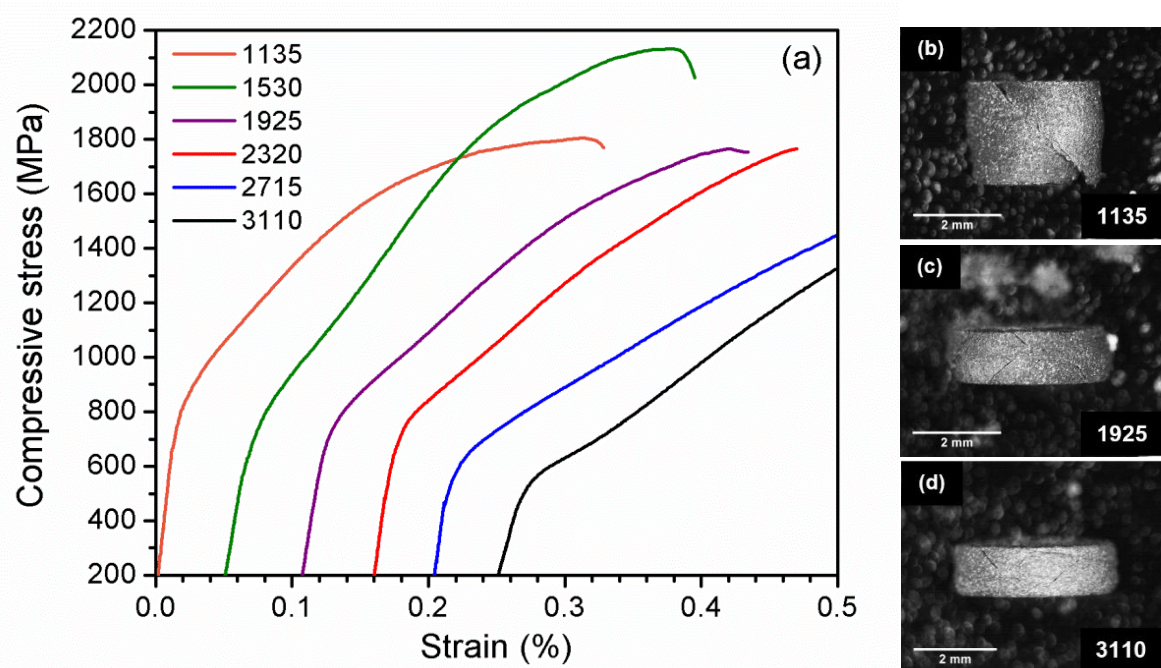 2200
2000
1800
1600
1400
1200
1000
800
600
400
200
Compressive stress (MPa)
1135
1530
1925
2320
2715
3110
(a)
0.0 0.1 0.2 0.3 0.4 0.5
Strain (%)
(b)
2 mm
1135
(c)
2 mm
1925
(d)
2 mm
3110